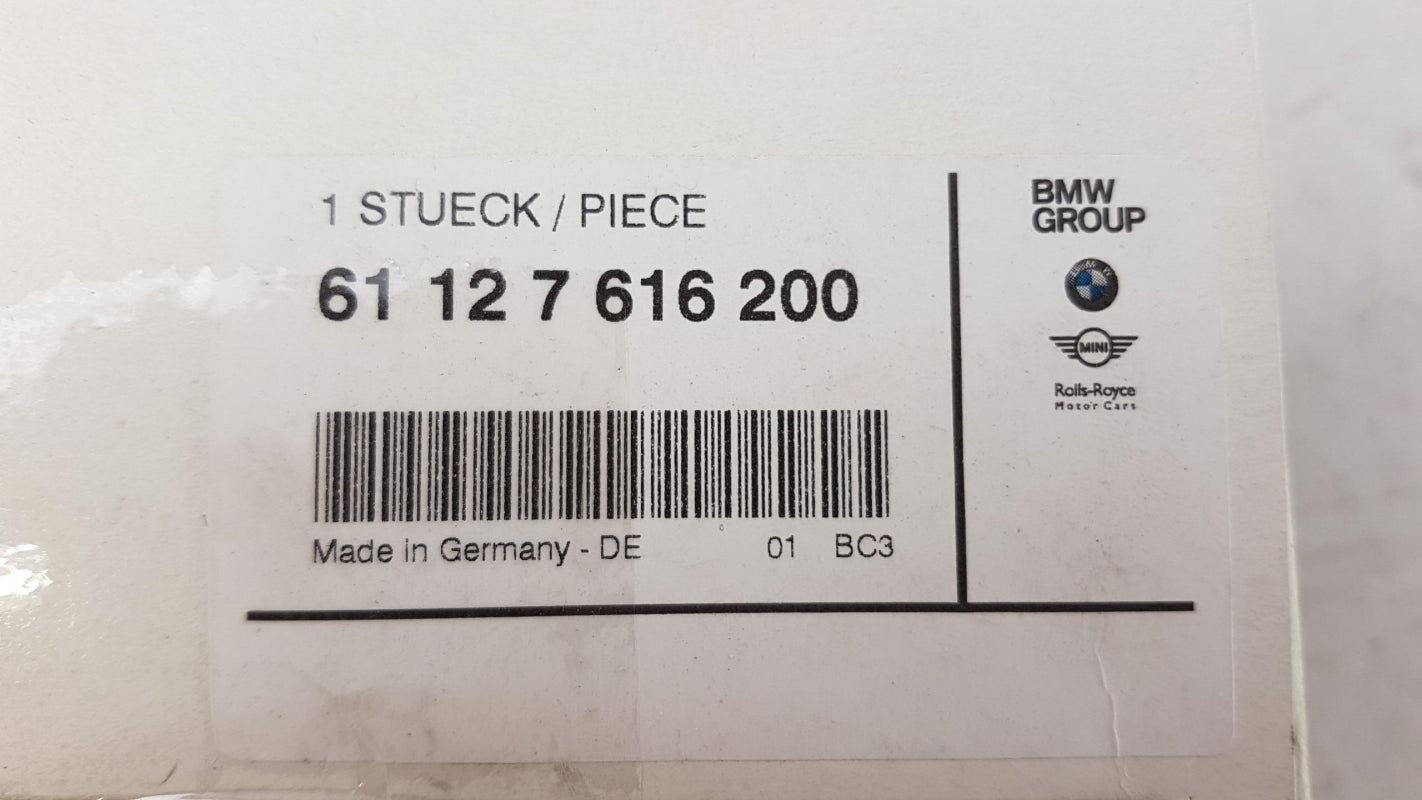 1 STUECK / PIECE
61 12 7 616 200
Made in Germany - DE 01 BC3
BMW
GROUP
BMW
MINI
Rolls-Royce
Motor Cars